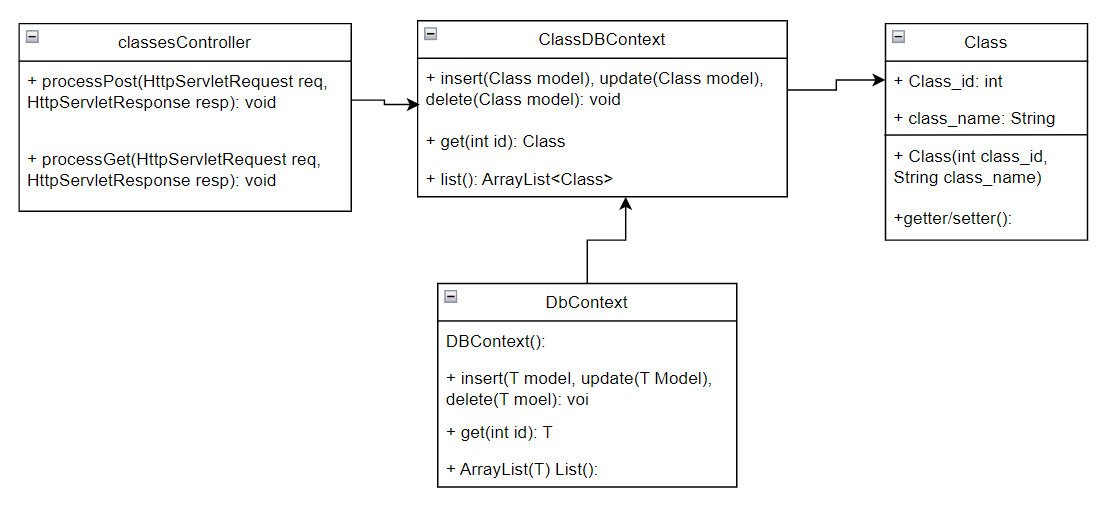 classesController
+ processPost(HttpServletRequest req,
HttpServletResponse resp): void
+ processGet(HttpServletRequest req,
HttpServletResponse resp): void
ClassDBContext
+ insert(Class model), update(Class model),
delete(Class model): void
+ get(int id): Class
+ list(): ArrayList<Class>
Class
+ Class_id: int
+ class_name: String
+ Class(int class_id,
String class_name)
+getter/setter():
DbContext
DBContext():
+ insert(T model, update(T Model),
delete(T moel): voi
+ get(int id): T
+ ArrayList(T) List():